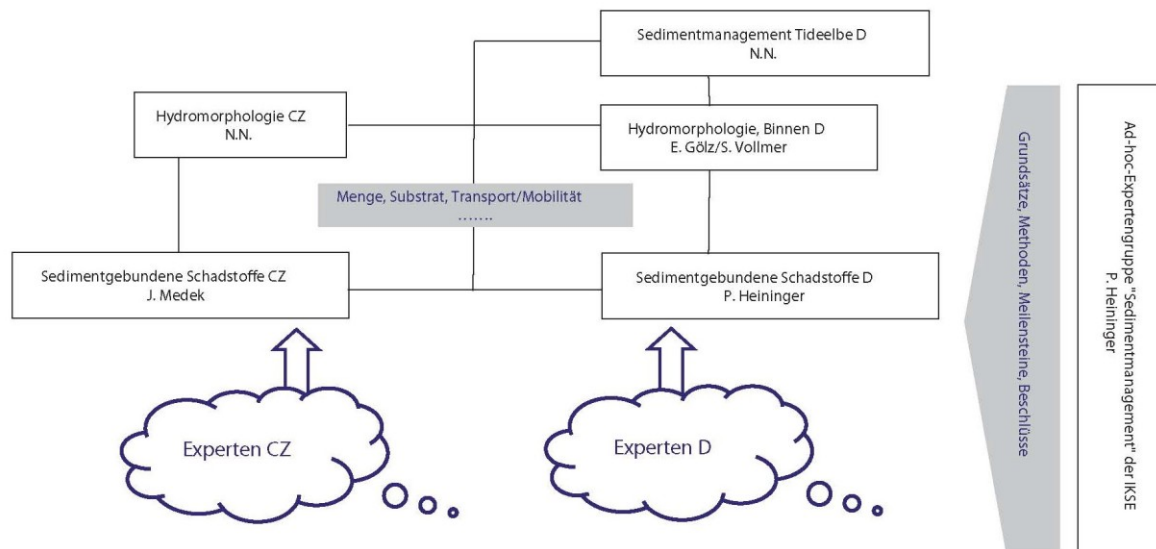 Sedimentmanagement Tideelbe D
N.N.
Hydromorphologie CZ
N.N.
Hydromorphologie, Binnen D
E. Gölz/S. Vollmer
Menge, Substrat, Transport/Mobilität
.......
Sedimentgebundene Schadstoffe CZ
J. Medek
Sedimentgebundene Schadstoffe D
P. Heininger
Experten CZ
Experten D
Grundsätze, Methoden, Meilensteine, Beschlüsse
Ad-hoc-Expertengruppe "Sedimentmanagement" der IKSE
P. Heininger